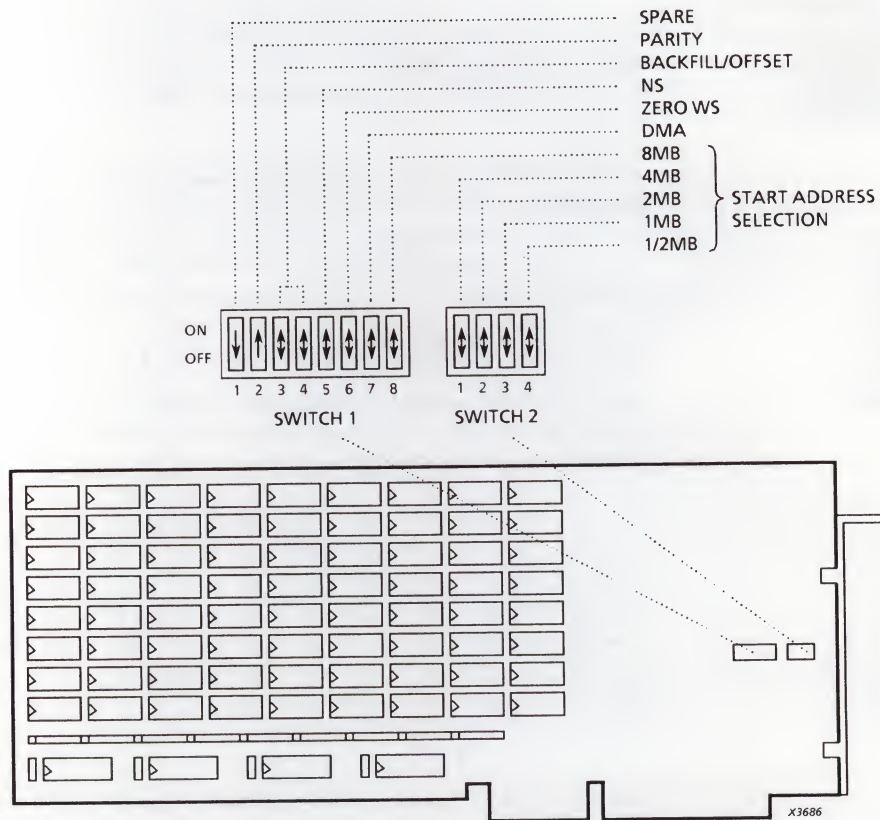 SPARE
PARITY
BACKFILL/OFFSET
NS
ZERO WS
DMA
8MB
4MB
2MB
1MB
1/2MB
START ADDRESS
SELECTION
ON
OFF
1 2 3 4 5 6 7 8
1 2 3 4
SWITCH 1
SWITCH 2
X3686